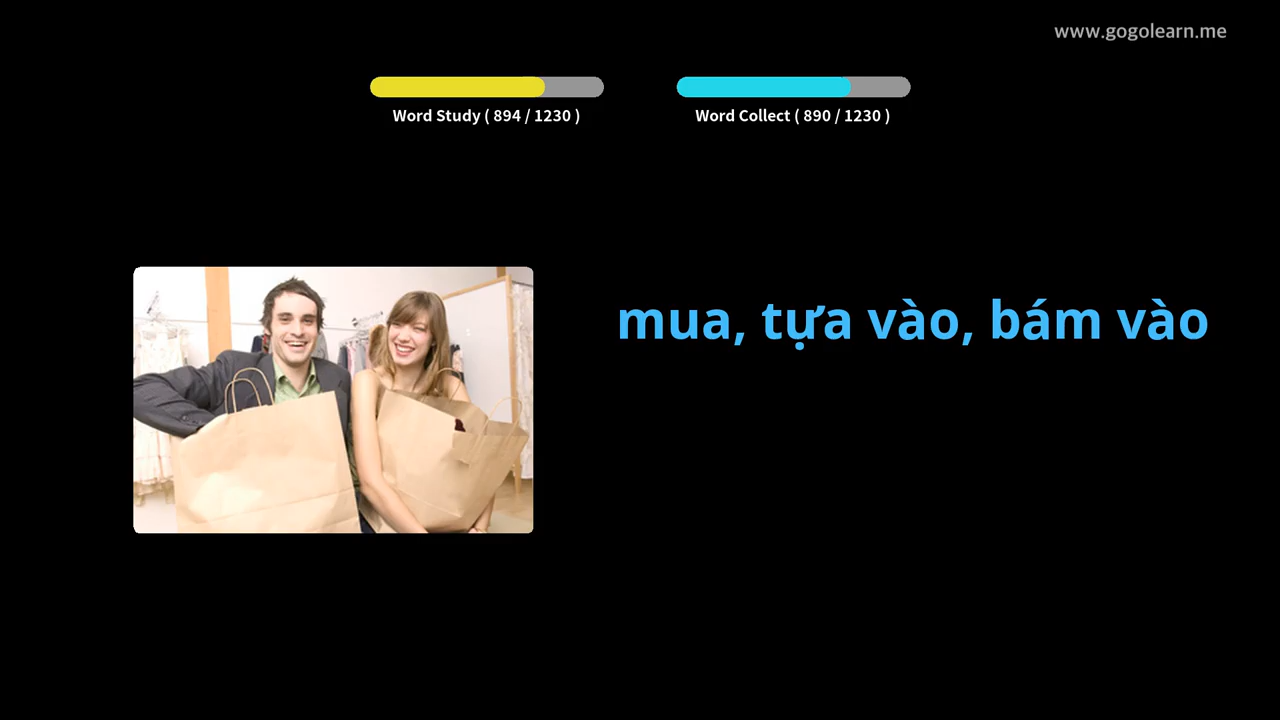 www.gogolearn.me
Word Study ( 894 / 1230 )
Word Collect ( 890 / 1230 )
mua, tựa vào, bám vào